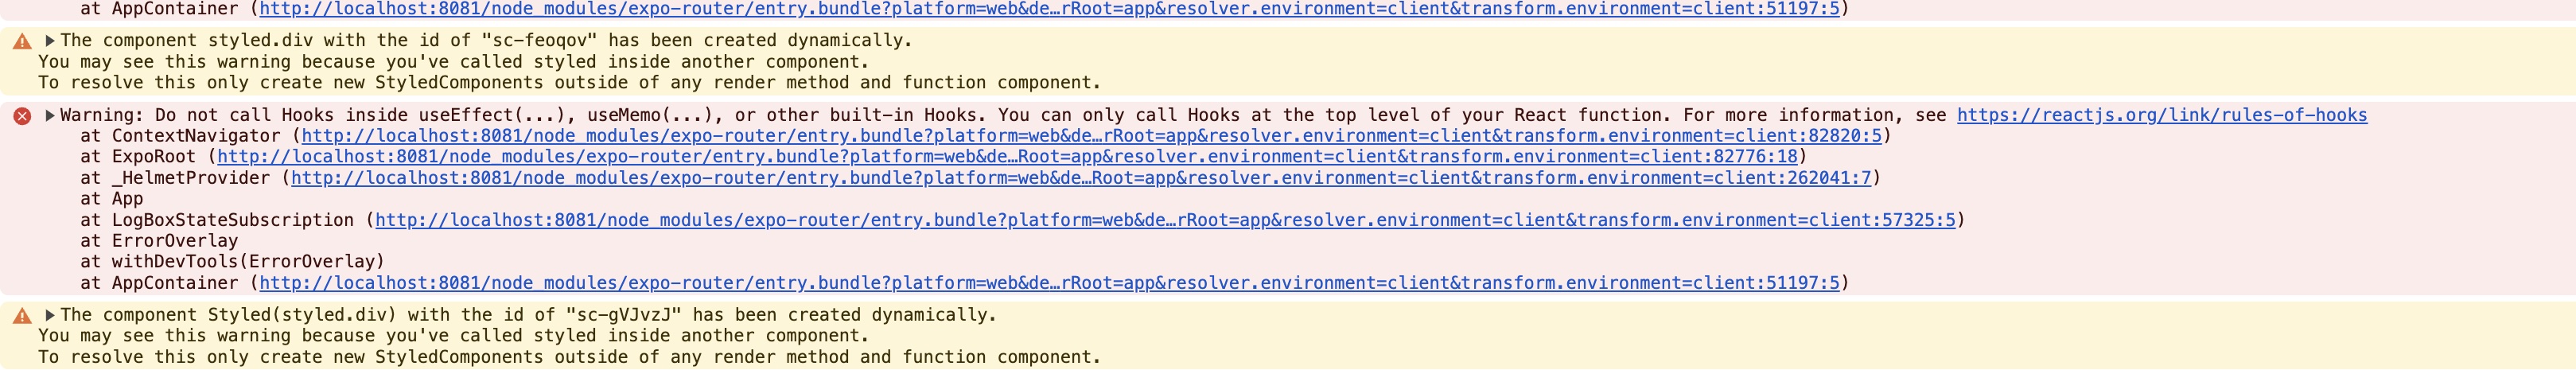 at AppContainer (http://localhost:8081/node_modules/expo-router/entry.bundle?platform=web&de…rRoot=app&resolver.environment=client&transform.environment=client:51197:5)
The component styled.div with the id of "sc-feoqov" has been created dynamically.
You may see this warning because you've called styled inside another component.
To resolve this only create new StyledComponents outside of any render method and function component.
Warning: Do not call Hooks inside useEffect(...), useMemo(...), or other built-in Hooks. You can only call Hooks at the top level of your React function. For more information, see https://reactjs.org/link/rules-of-hooks
at ContextNavigator (http://localhost:8081/node_modules/expo-router/entry.bundle?platform=web&de…rRoot=app&resolver.environment=client&transform.environment=client:82820:5)
at ExpoRoot (http://localhost:8081/node_modules/expo-router/entry.bundle?platform=web&de…Root=app&resolver.environment=client&transform.environment=client:82776:18)
at _HelmetProvider (http://localhost:8081/node_modules/expo-router/entry.bundle?platform=web&de…Root=app&resolver.environment=client&transform.environment=client:262041:7)
at App
at LogBoxStateSubscription (http://localhost:8081/node_modules/expo-router/entry.bundle?platform=web&de…rRoot=app&resolver.environment=client&transform.environment=client:57325:5)
at ErrorOverlay
at withDevTools(ErrorOverlay)
at AppContainer (http://localhost:8081/node_modules/expo-router/entry.bundle?platform=web&de…rRoot=app&resolver.environment=client&transform.environment=client:51197:5)
The component Styled(styled.div) with the id of "sc-gVJvzJ" has been created dynamically.
You may see this warning because you've called styled inside another component.
To resolve this only create new StyledComponents outside of any render method and function component.